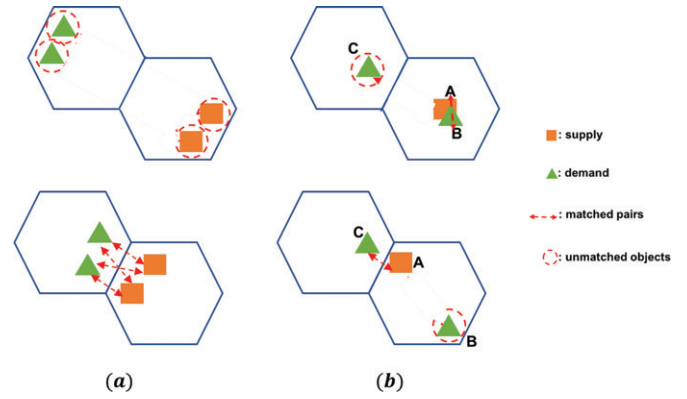 C
A
B
: supply
: demand
: matched pairs
: unmatched objects
C
A
B
(a)
(b)